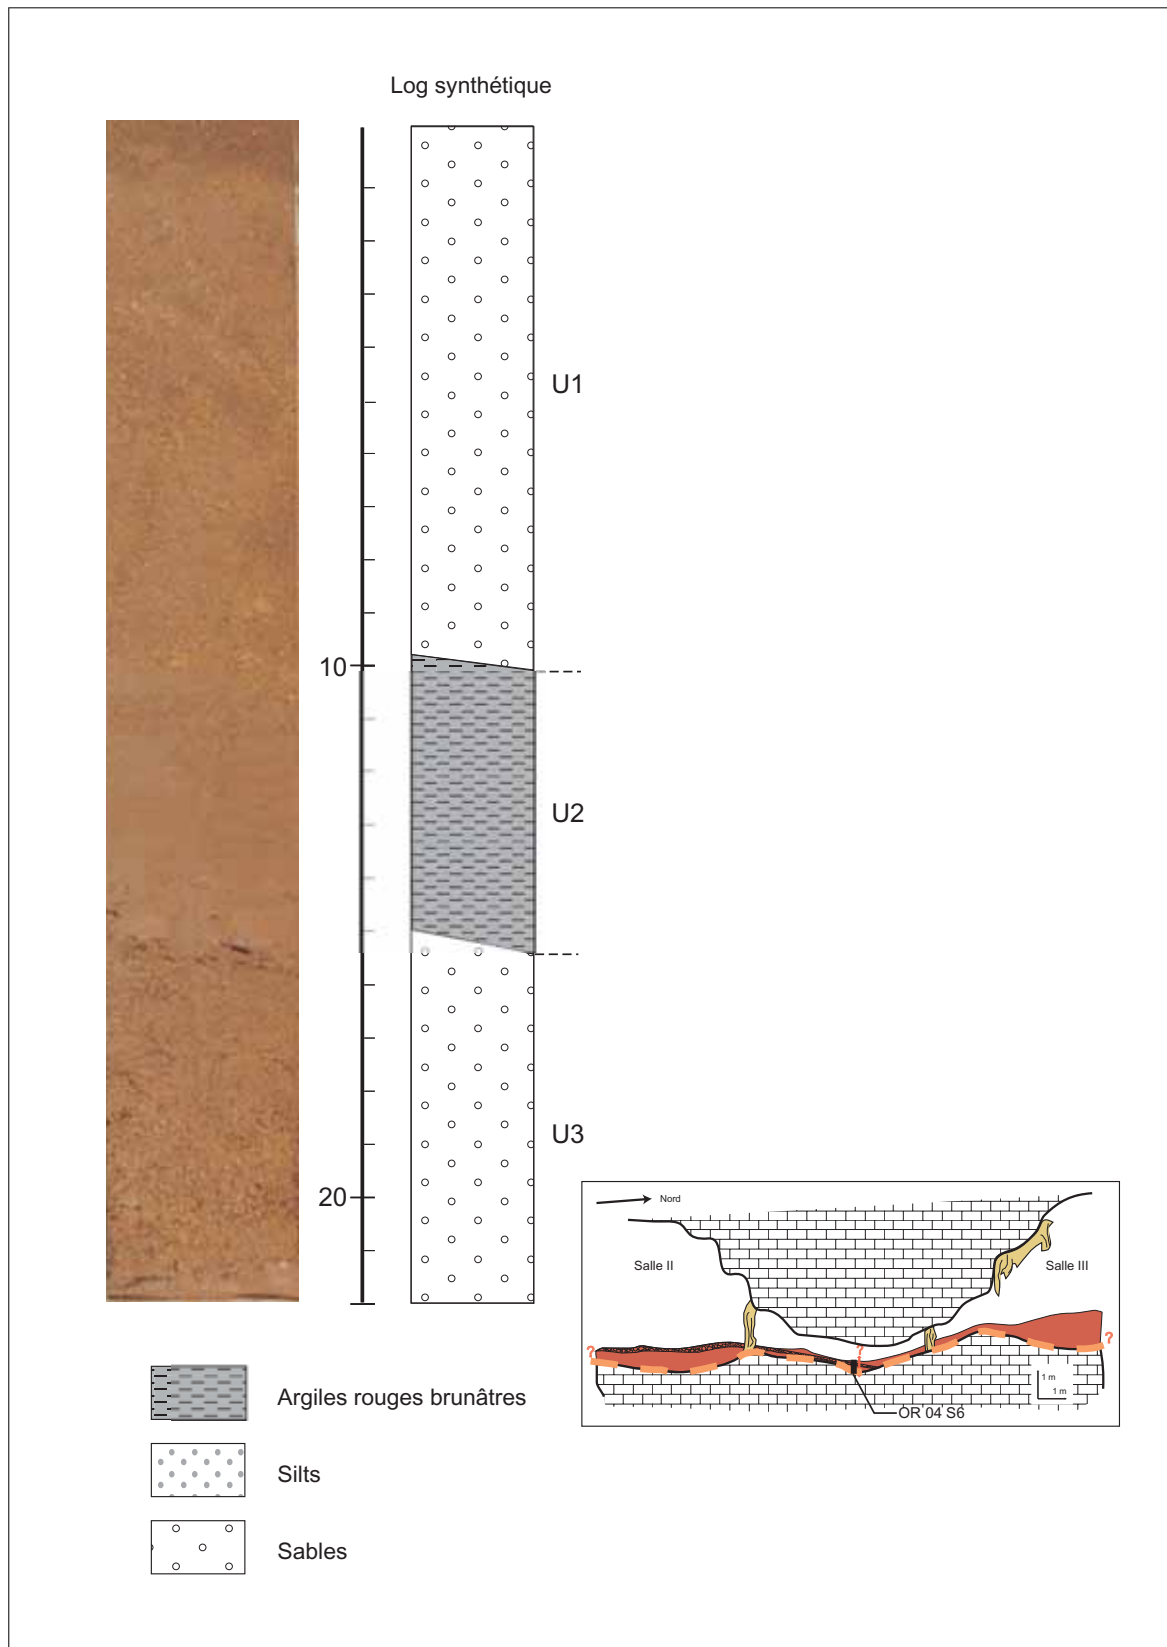 Log synthétique
U1
10
U2
U3
20
Nord
Salle II
Salle III
?
?
?
1 m
1 m
OR 04 S6
Argiles rouges brunâtres
Silts
Sables